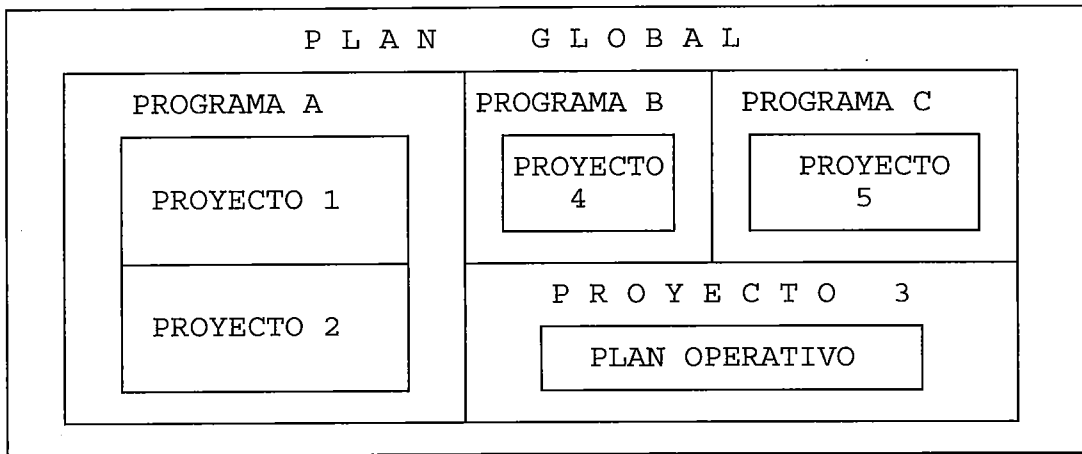 PLAN GLOBAL
PROGRAMA A
PROYECTO 1
PROYECTO 2
PROGRAMA B
PROYECTO
4
PROGRAMA C
PROYECTO
5
PROYECTO 3
PLAN OPERATIVO